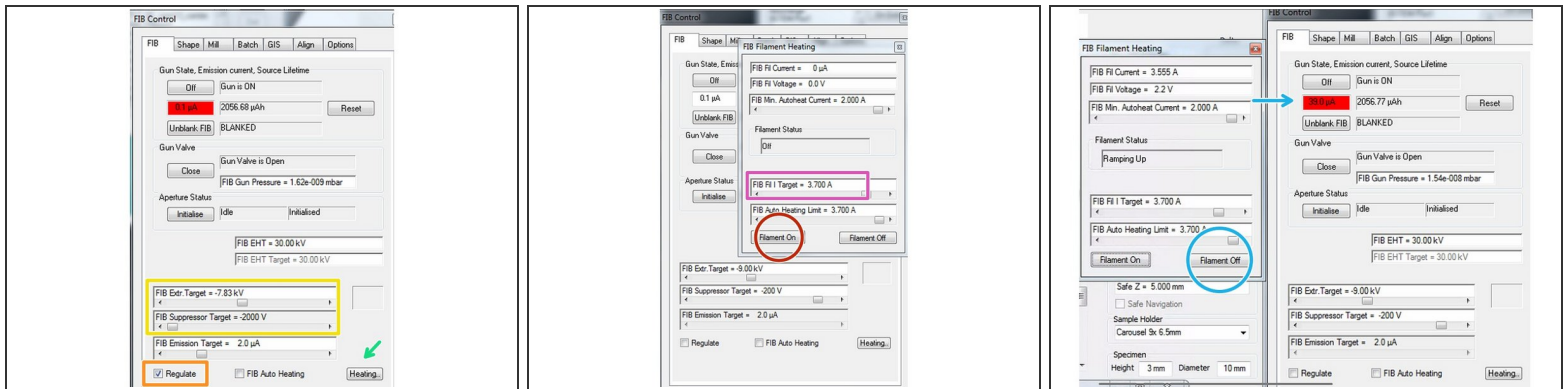 FIB Control
FIB Shape Mill Batch GIS Align Options
Gun State, Emission current, Source Lifetime
Off Gun is ON
0.1 µA 2056.68 µAh Reset
Unblank FIB BLANKED
Gun Valve
Close Gun Valve is Open
FIB Gun Pressure = 1.62e-009 mbar
Aperture Status
Initialise Idle Initialised
FIB EHT = 30.00 kV
FIB EHT Target = 30.00 kV
FIB Extr.Target = -7.83 kV
FIB Suppressor Target = -2000 V
FIB Emission Target = 2.0 µA
Regulate FIB Auto Heating Heating..
FIB Control
FIB Shape
Gun State, Emiss
Off
0.1 µA
Unblank FIB
Gun Valve
Close
Aperture Status
Initialise
FIB Filament Heating
FIB Fil Current = 0 µA
FIB Fil Voltage = 0.0 V
FIB Min. Autoheat Current = 2.000 A
Filament Status
Off
FIB Fil I Target = 3.700 A
FIB Auto Heating Limit = 3.700 A
Filament On Filament Off
FIB Extr.Target = -9.00 kV
FIB Suppressor Target = -200 V
FIB Emission Target = 2.0 µA
Regulate FIB Auto Heating Heating..
FIB Filament Heating
FIB Fil Current = 3.555 A
FIB Fil Voltage = 2.2 V
FIB Min. Autoheat Current = 2.000 A
Filament Status
Ramping Up
FIB Fil I Target = 3.700 A
FIB Auto Heating Limit = 3.700 A
Filament On Filament Off
Safe Z = 5.000 mm
Safe Navigation
Sample Holder
Carousel 9x 6.5mm
Specimen
Height 3 mm Diameter 10 mm
FIB Control
FIB Shape Mill Batch GIS Align Options
Gun State, Emission current, Source Lifetime
Off Gun is ON
39.0 µA 2056.77 µAh Reset
Unblank FIB BLANKED
Gun Valve
Close Gun Valve is Open
FIB Gun Pressure = 1.54e-008 mbar
Aperture Status
Initialise Idle Initialised
FIB EHT = 30.00 kV
FIB EHT Target = 30.00 kV
FIB Extr.Target = -9.00 kV
FIB Suppressor Target = -200 V
FIB Emission Target = 2.0 µA
Regulate FIB Auto Heating Heating..